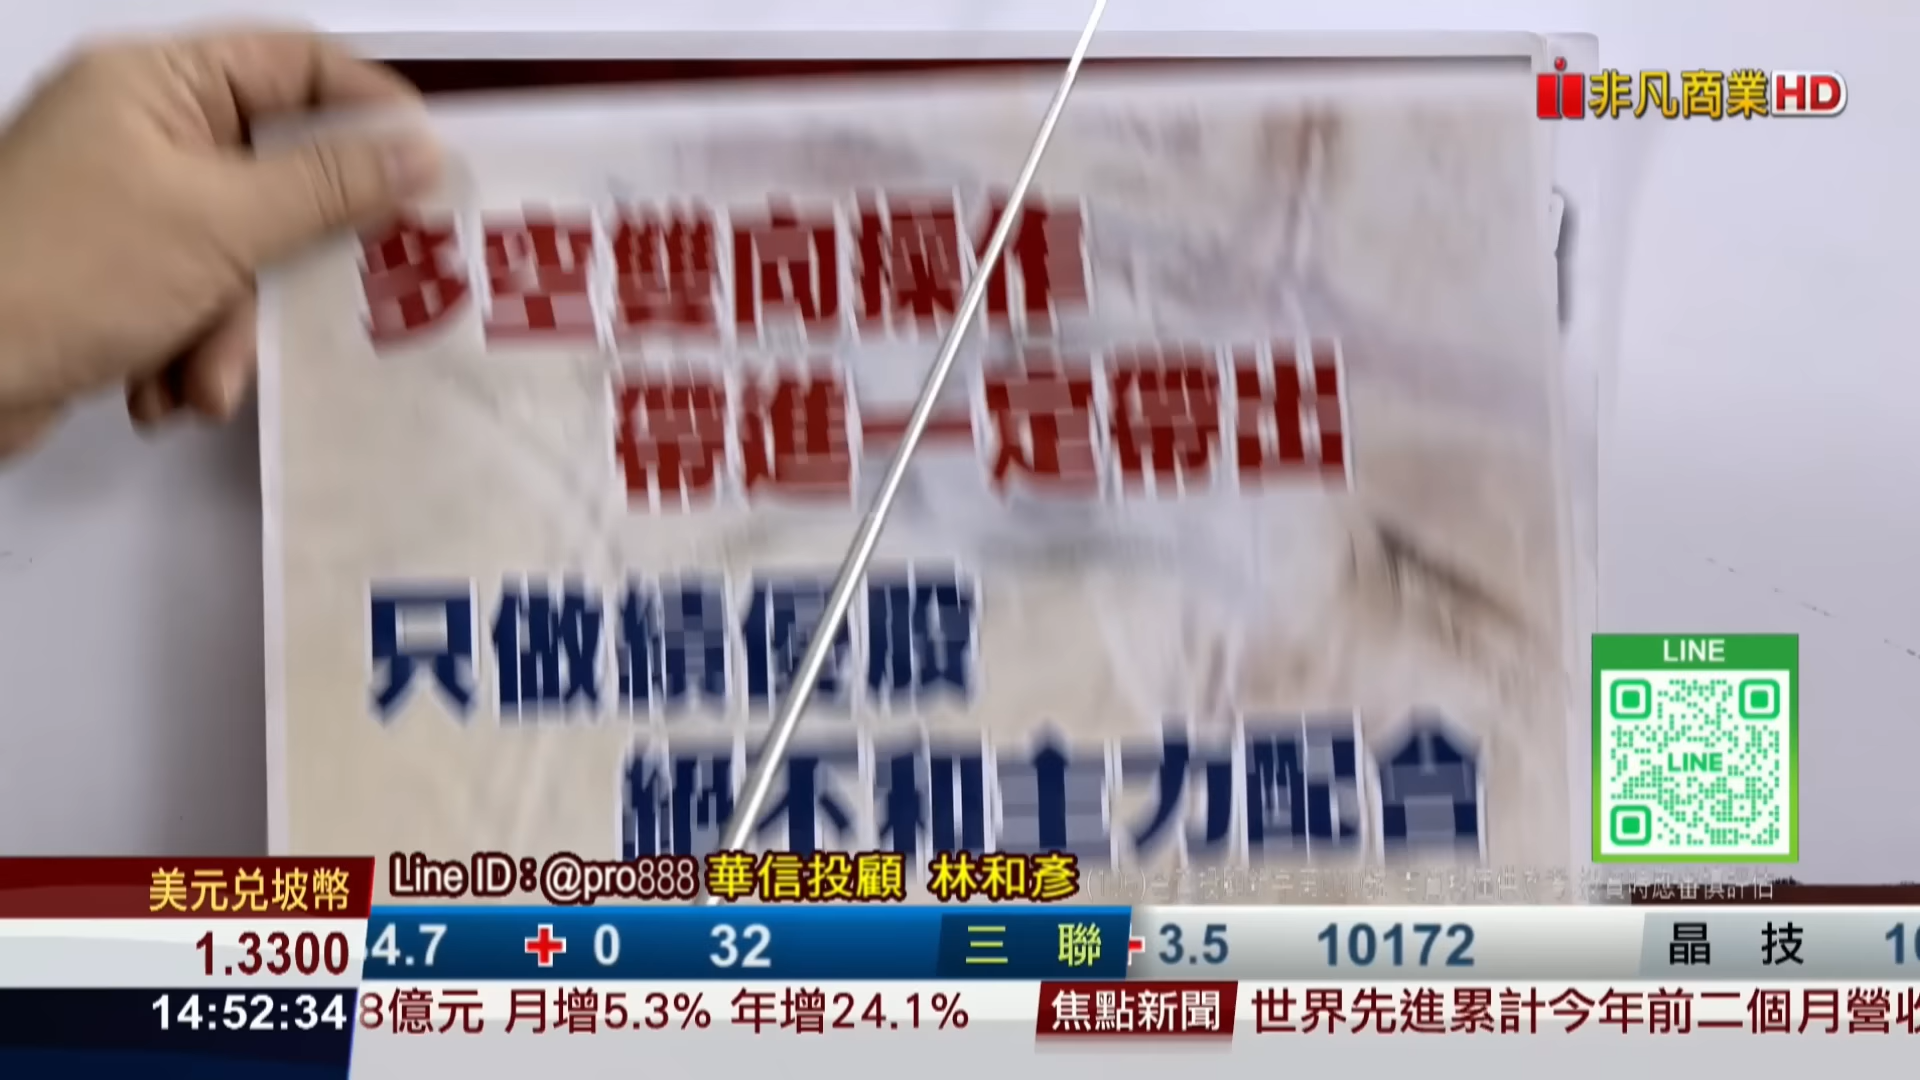 非凡商業HD
多空雙向操作
帶進一定帶出
只做績優股
絕不和主力配合
LINE
LINE
Line ID：@pro888 華信投顧 林和彥
美元兌坡幣
1.3300
4.7 0 32 三聯 3.5 10172 晶技
14:52:34
8億元 月增5.3% 年增24.1% 焦點新聞 世界先進累計今年前二個月營收